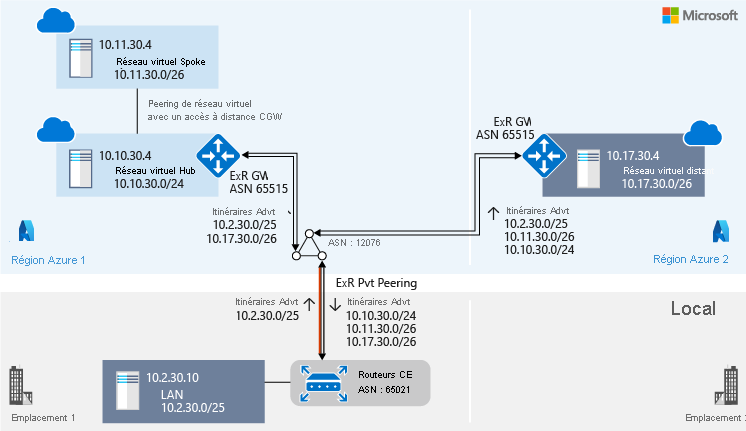 Microsoft
10.11.30.4
Réseau virtuel Spoke
10.11.30.0/26
Peering de réseau virtuel
avec un accès à distance CGW
10.10.30.4
Réseau virtuel Hub
10.10.30.0/24
ExR GW
ASN 65515
ExR GW
ASN 65515
10.17.30.4
Réseau virtuel distant
10.17.30.0/26
Itinéraires Advt
10.2.30.0/25
10.17.30.0/26
ASN : 12076
Itinéraires Advt
10.2.30.0/25
10.11.30.0/26
10.10.30.0/24
Région Azure 1
Région Azure 2
ExR Pvt Peering
Itinéraires Advt
10.2.30.0/25
Itinéraires Advt
10.10.30.0/24
10.11.30.0/26
10.17.30.0/26
Local
10.2.30.10
LAN
10.2.30.0/25
Routeurs CE
ASN : 65021
Emplacement 1
Emplacement